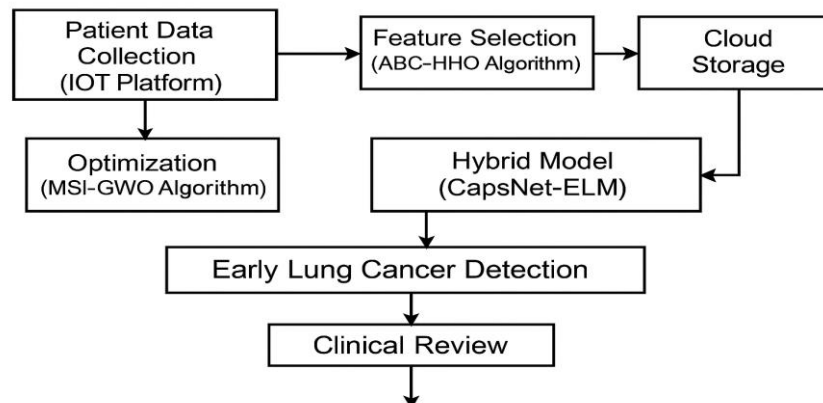 Patient Data
Collection
(IOT Platform)
Feature Selection
(ABC-HHO Algorithm)
Cloud
Storage
Optimization
(MSI-GWO Algorithm)
Hybrid Model
(CapsNet-ELM)
Early Lung Cancer Detection
Clinical Review